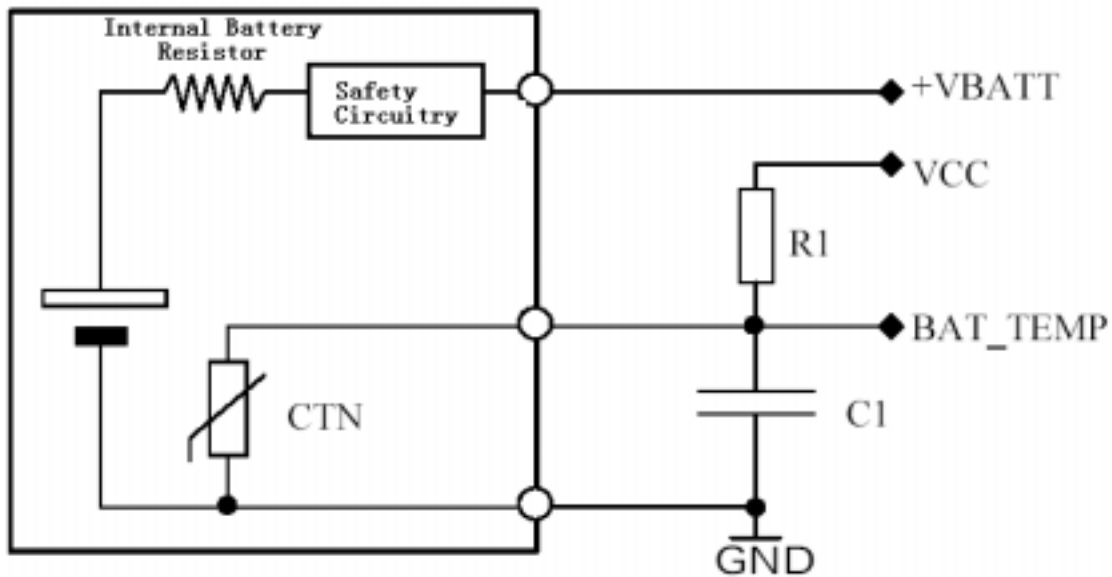 Internal Battery
Resistor
Safety
Circuitry
+VBATT
VCC
R1
BAT_TEMP
CTN
C1
GND